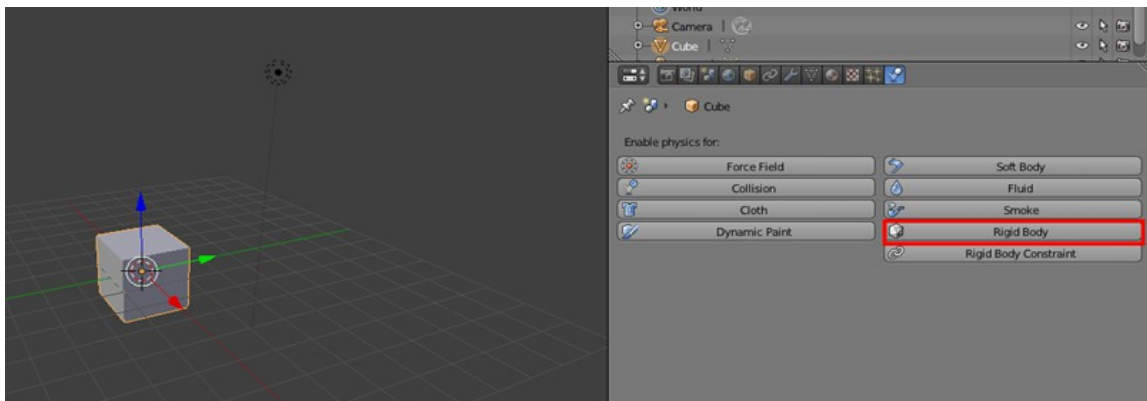 World
Camera
Cube
Cube
Enable physics for:
Force Field
Soft Body
Collision
Fluid
Cloth
Smoke
Dynamic Paint
Rigid Body
Rigid Body Constraint